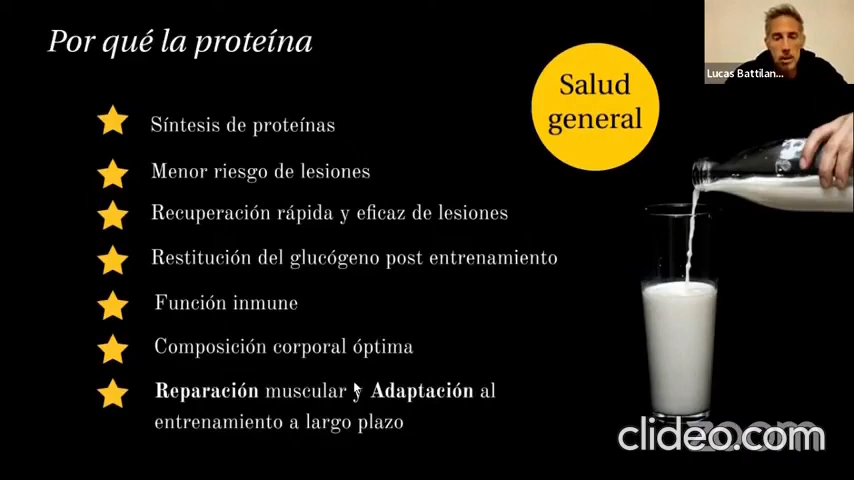 Por qué la proteína
Lucas Battilan...
Salud
general
Síntesis de proteínas
Menor riesgo de lesiones
Recuperación rápida y eficaz de lesiones
Restitución del glucógeno post entrenamiento
Función inmune
Composición corporal óptima
Reparación muscular y Adaptación al
entrenamiento a largo plazo
zoom
clideo.com